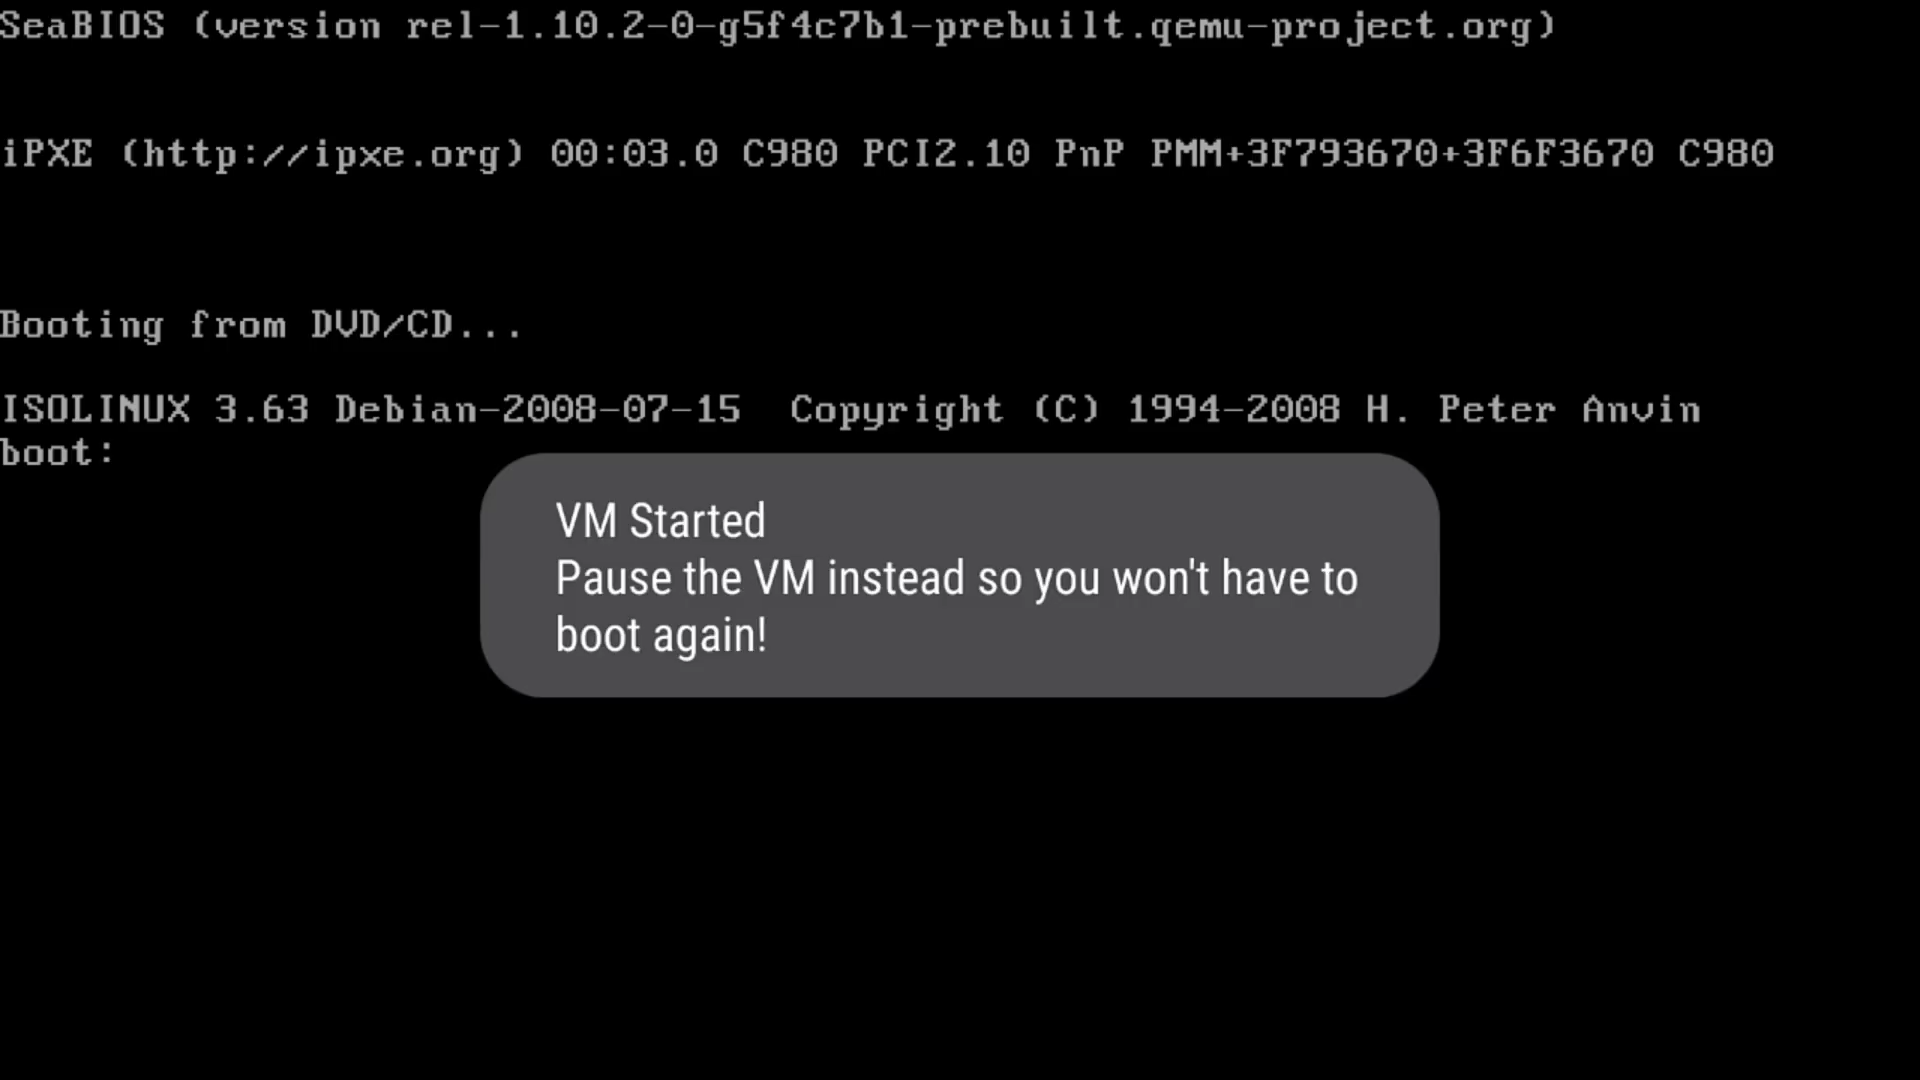 SeaBIOS (version rel-1.10.2-0-g5f4c7b1-prebuilt.qemu-project.org)
iPXE (http://ipxe.org) 00:03.0 C980 PCI2.10 PnP PMM+3F793670+3F6F3670 C980
Booting from DVD/CD...
ISOLINUX 3.63 Debian-2008-07-15  Copyright (C) 1994-2008 H. Peter Anvin
boot:
VM Started
Pause the VM instead so you won't have to
boot again!